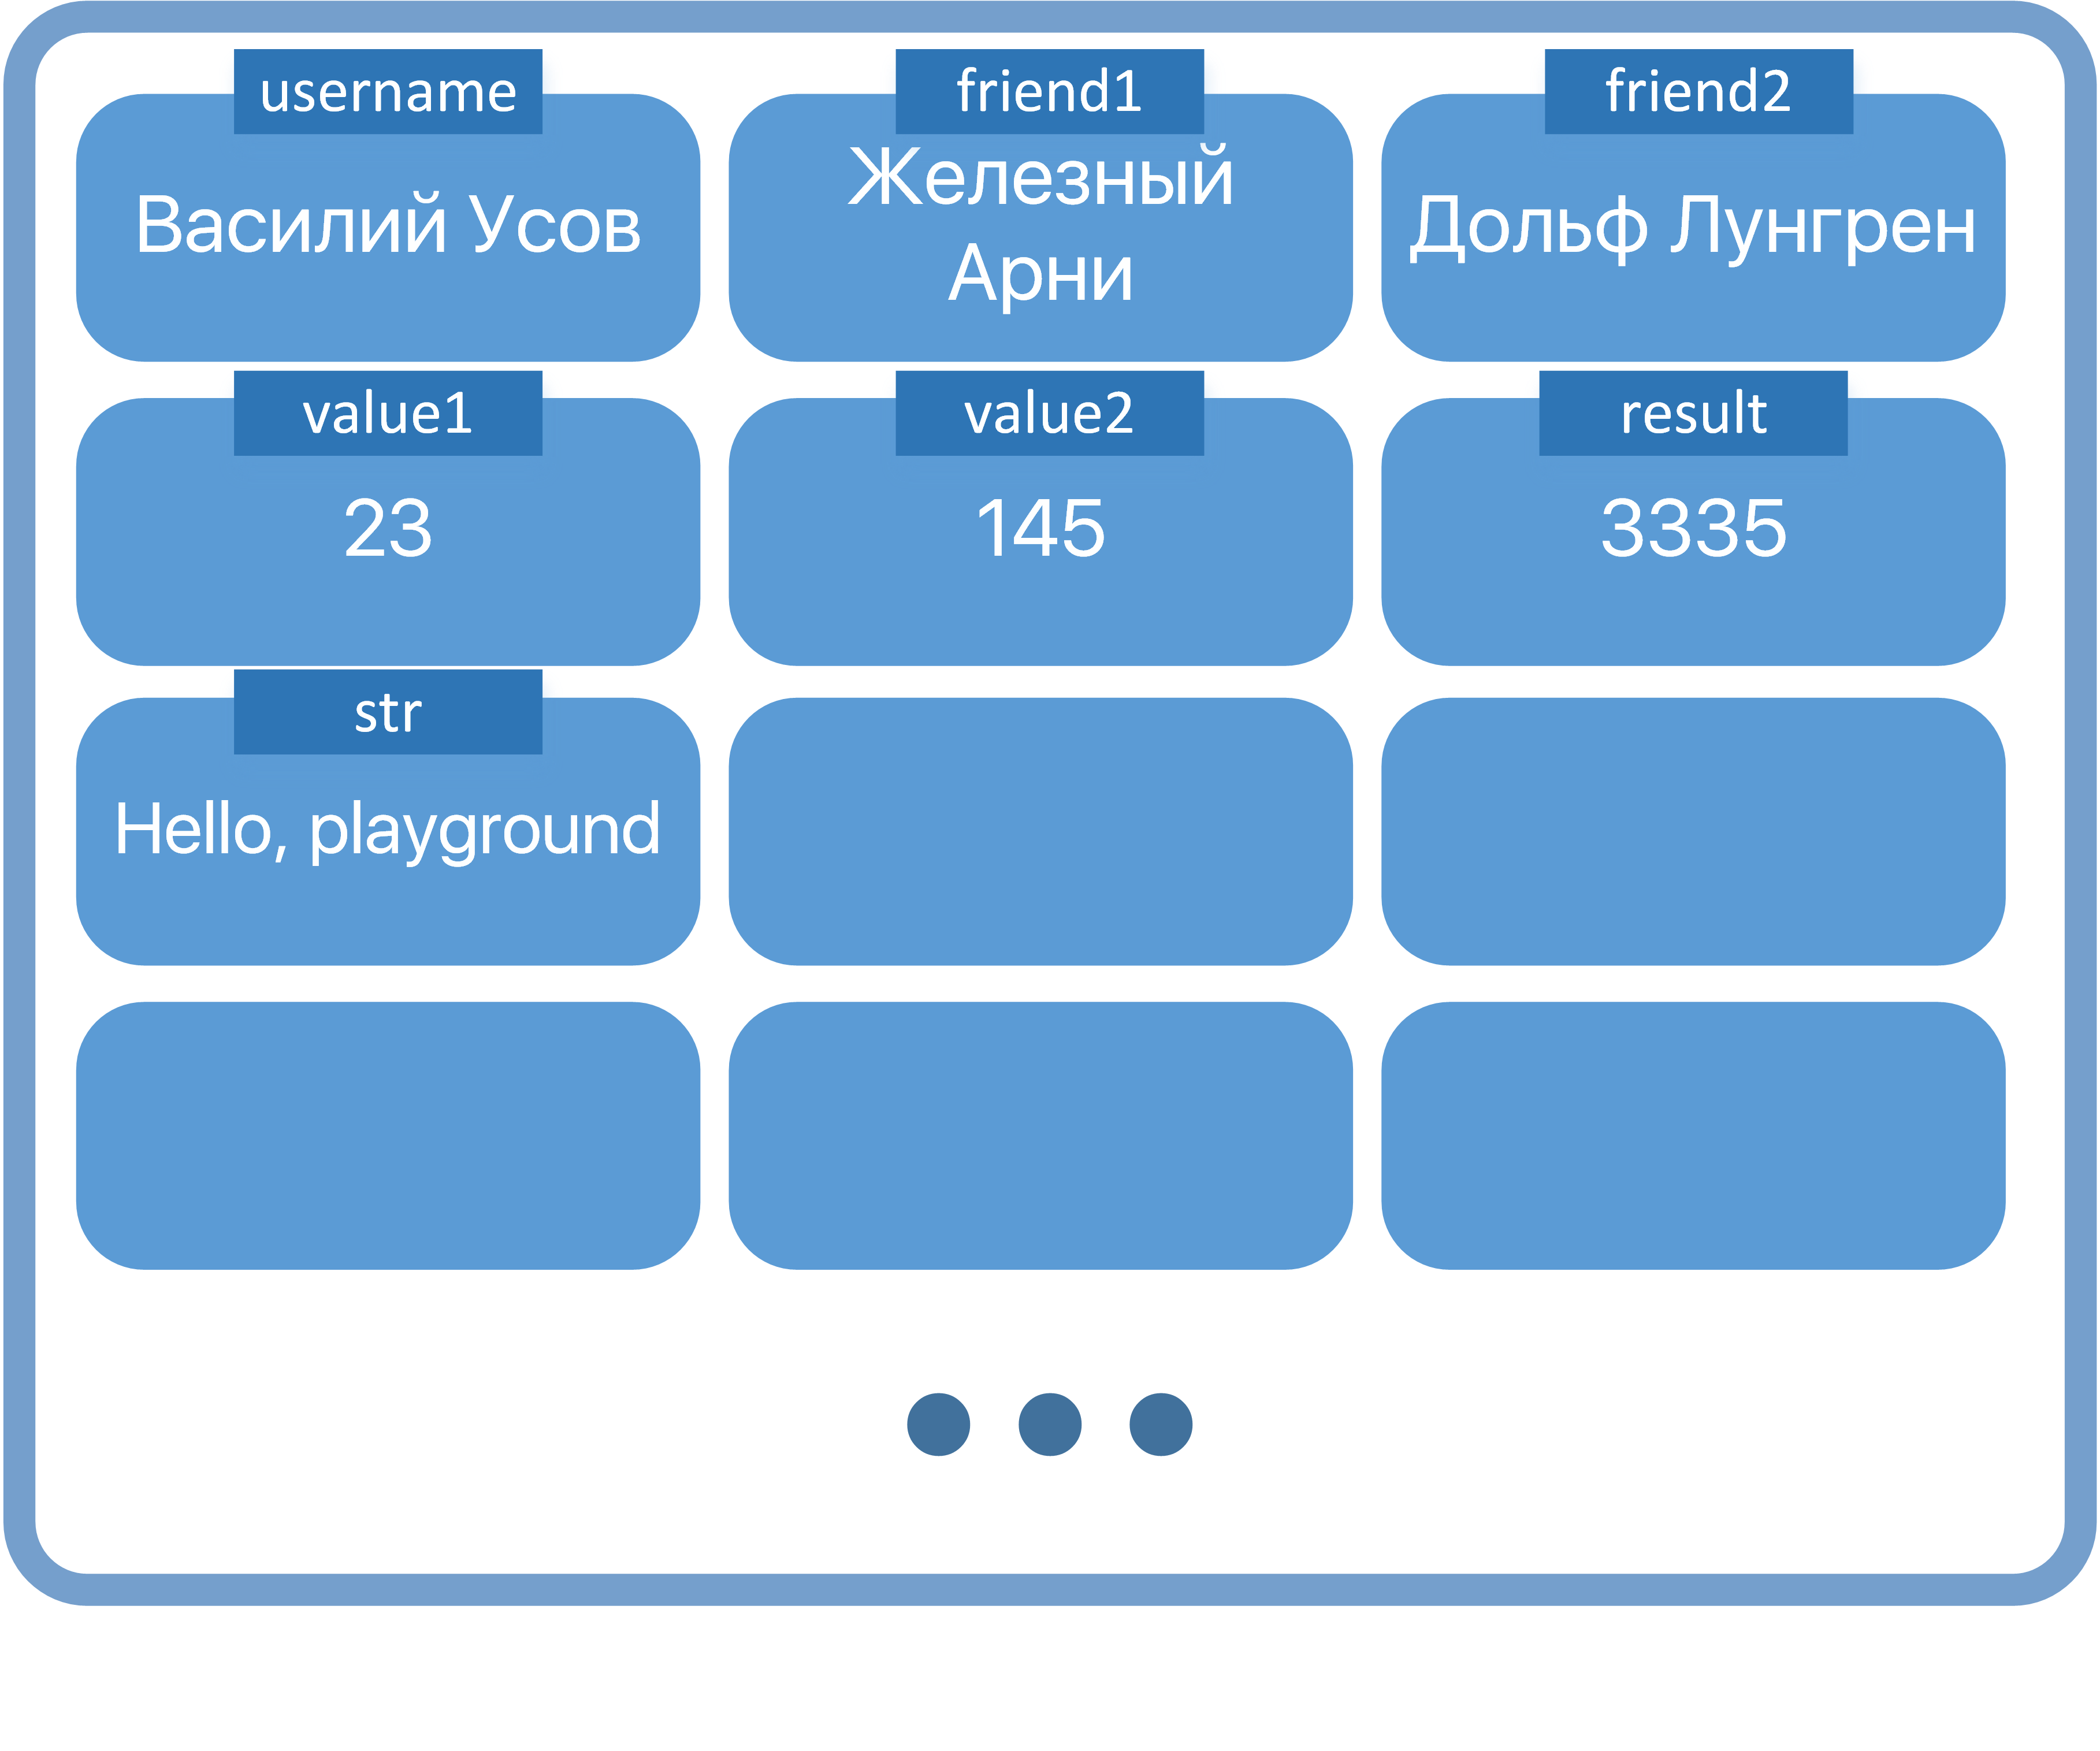 username
friend1
friend2
Василий Усов
Железный
Арни
Дольф Лунгрен
value1
value2
result
23
145
3335
str
Hello, playground